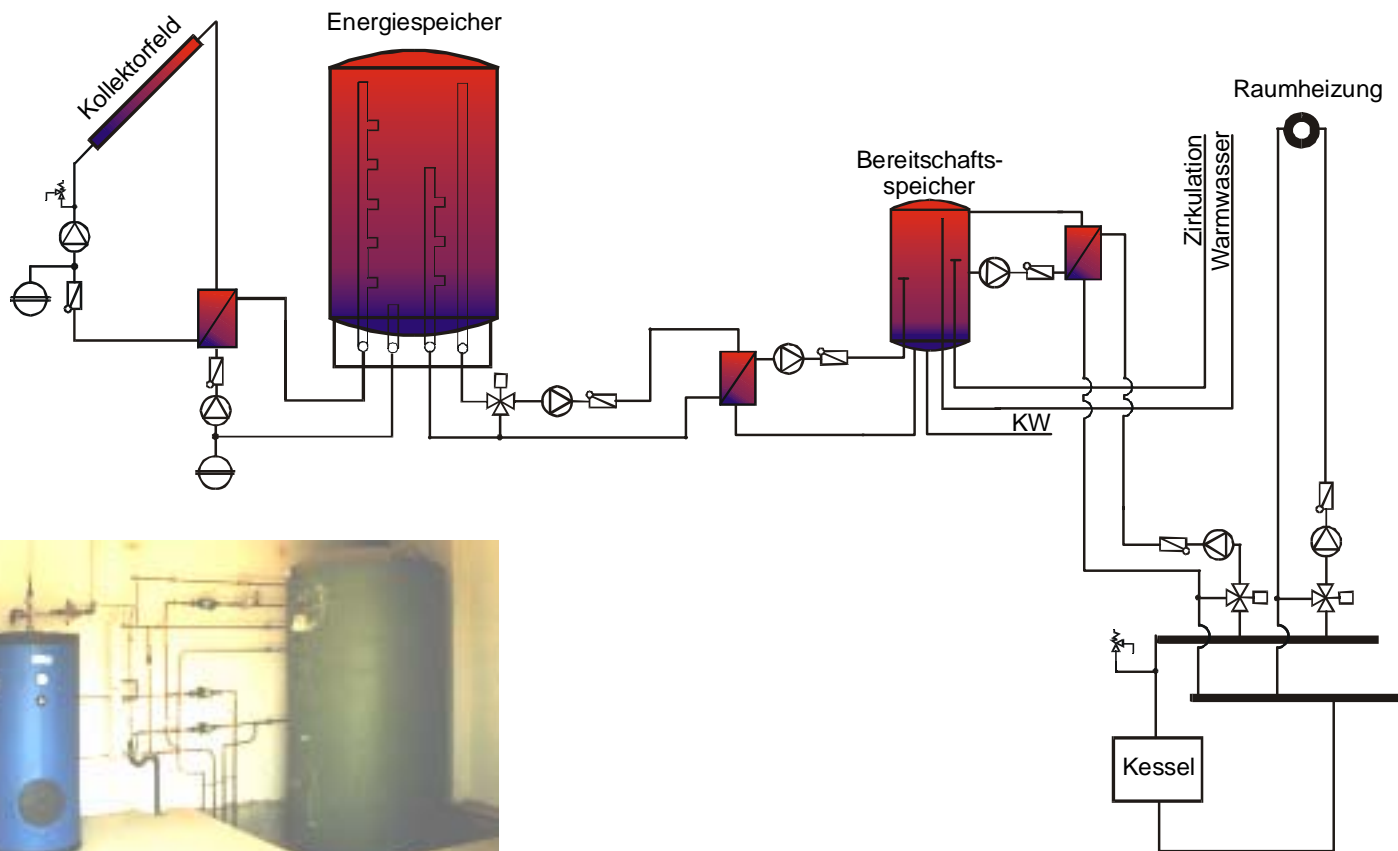 Energiespeicher
Kollektorfeld
Raumheizung
Bereitschafts-
speicher
Zirkulation
Warmwasser
KW
Kessel